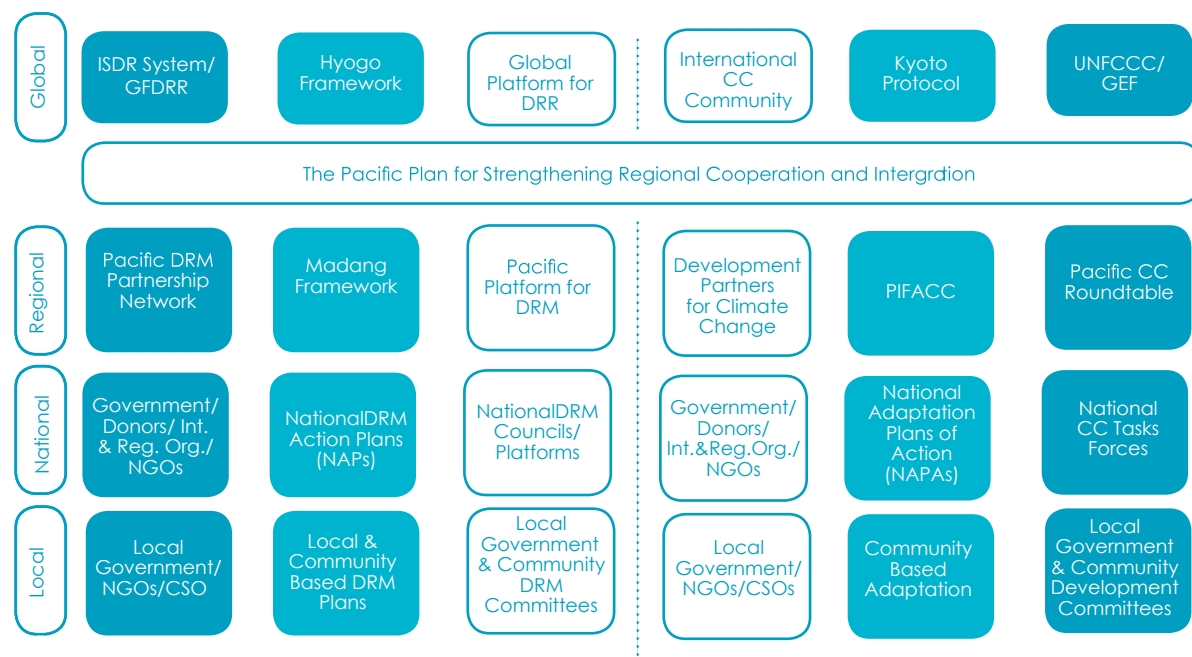 Global
ISDR System/
GFDRR
Hyogo
Framework
Global
Platform for
DRR
International
CC
Community
Kyoto
Protocol
UNFCCC/
GEF
The Pacific Plan for Strengthening Regional Cooperation and Intergrdtion
Regional
Pacific DRM
Partnership
Network
Madang
Framework
Pacific
Platform for
DRM
Development
Partners
for Climate
Change
PIFACC
Pacific CC
Roundtable
National
Government/
Donors/ Int.
& Reg. Org./
NGOs
NationalDRM
Action Plans
(NAPs)
NationalDRM
Councils/
Platforms
Government/
Donors/
Int.&Reg.Org./
NGOs
National
Adaptation
Plans of
Action
(NAPAs)
National
CC Tasks
Forces
Local
Local
Government/
NGOs/CSO
Local &
Community
Based DRM
Plans
Local
Government
& Community
DRM
Committees
Local
Government/
NGOs/CSOs
Community
Based
Adaptation
Local
Government
& Community
Development
Committees